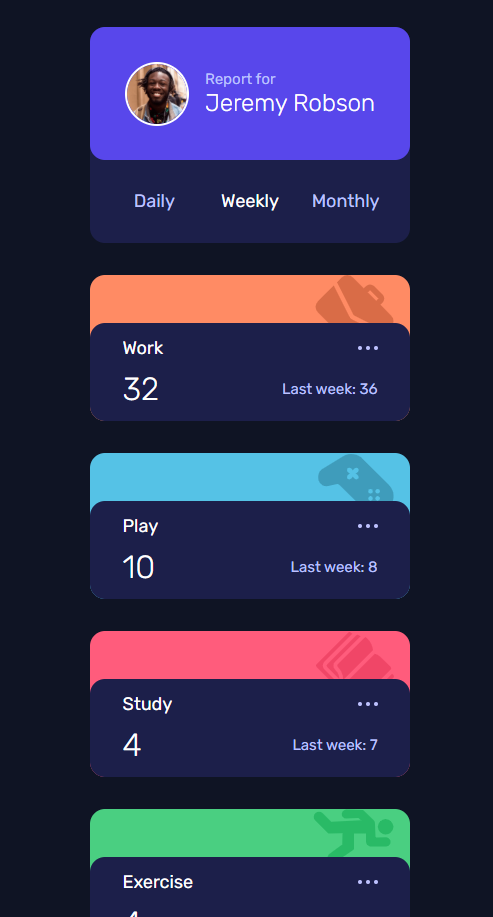 Report for
Jeremy Robson
Daily Weekly Monthly
Work
32 Last week: 36
Play
10 Last week: 8
Study
4 Last week: 7
Exercise